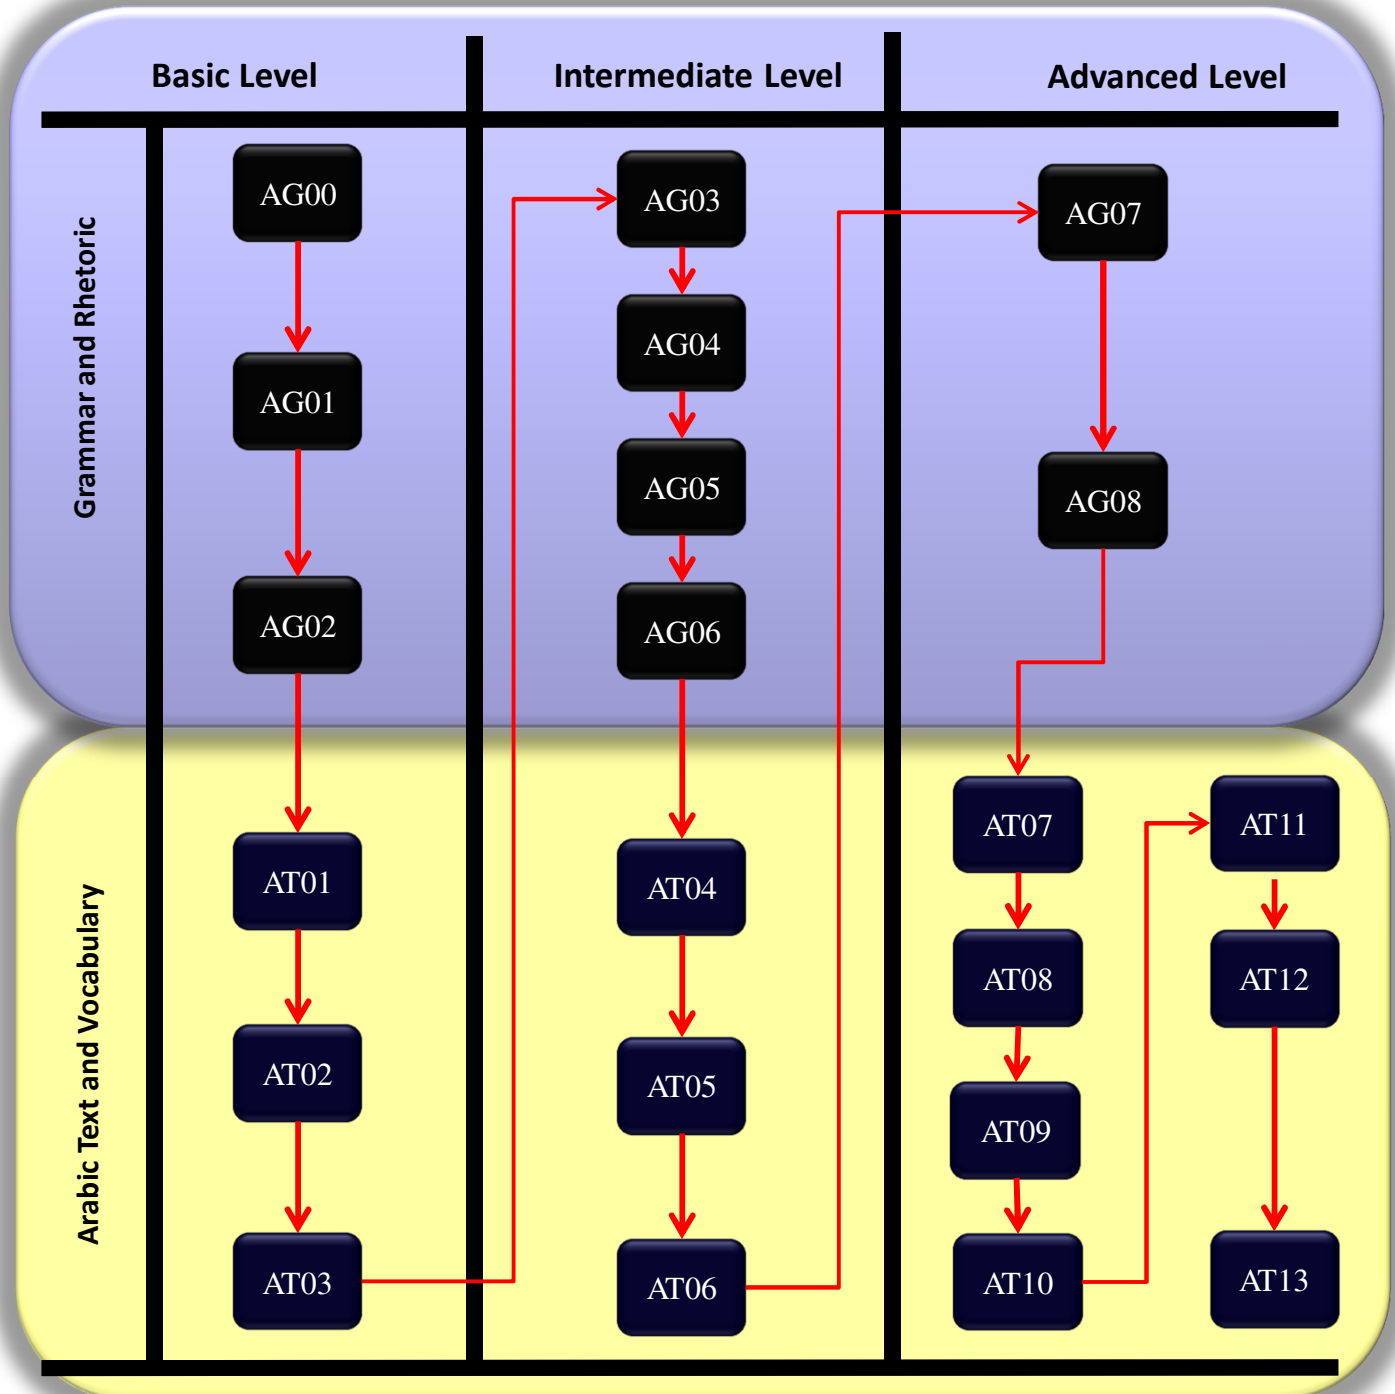 Basic Level
Intermediate Level
Advanced Level
Grammar and Rhetoric
AG00
AG01
AG02
AG03
AG04
AG05
AG06
AG07
AG08
Arabic Text and Vocabulary
AT01
AT02
AT03
AT04
AT05
AT06
AT07
AT08
AT09
AT10
AT11
AT12
AT13